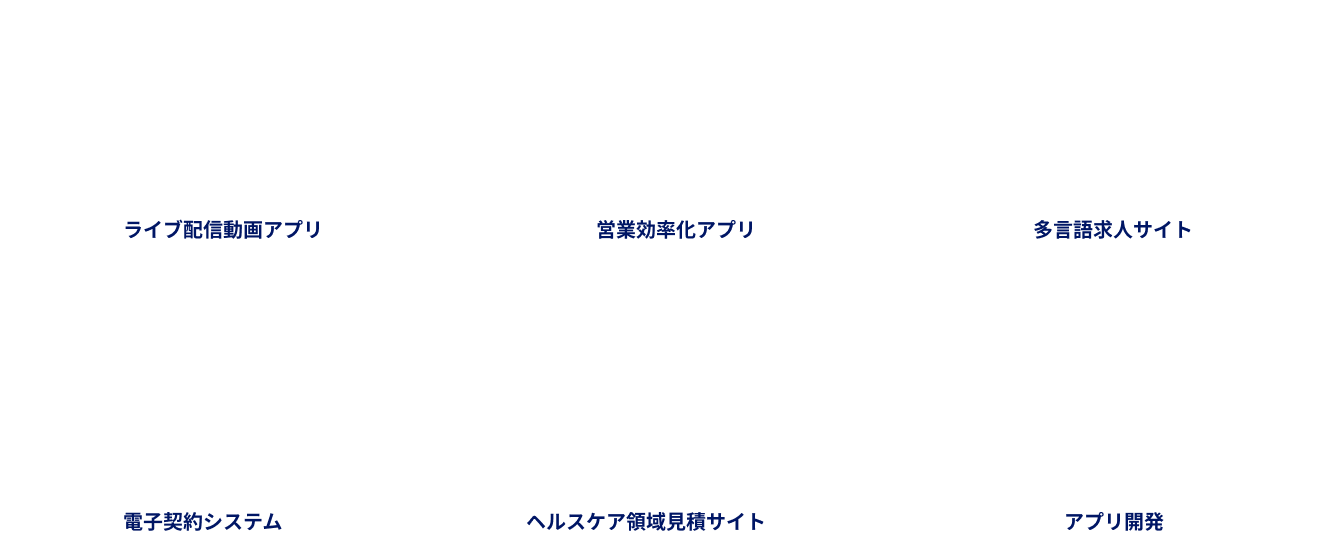 ライブ配信動画アプリ
営業効率化アプリ
多言語求人サイト
電子契約システム
ヘルスケア領域見積サイト
アプリ開発